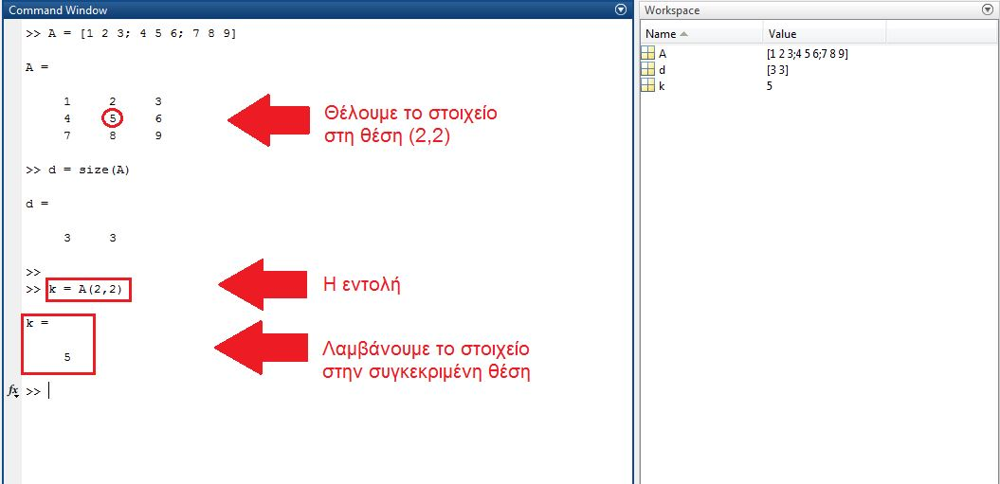 Command Window
>> A = [1 2 3; 4 5 6; 7 8 9]
A =
1 2 3
4 5 6
7 8 9
Θέλουμε το στοιχείο
στη θέση (2,2)
>> d = size(A)
d =
3 3
>>
>> k = A(2,2)
Η εντολή
k =
5
Λαμβάνουμε το στοιχείο
στην συγκεκριμένη θέση
fx >>
Workspace
Name Value
A [1 2 3;4 5 6;7 8 9]
d [3 3]
k 5